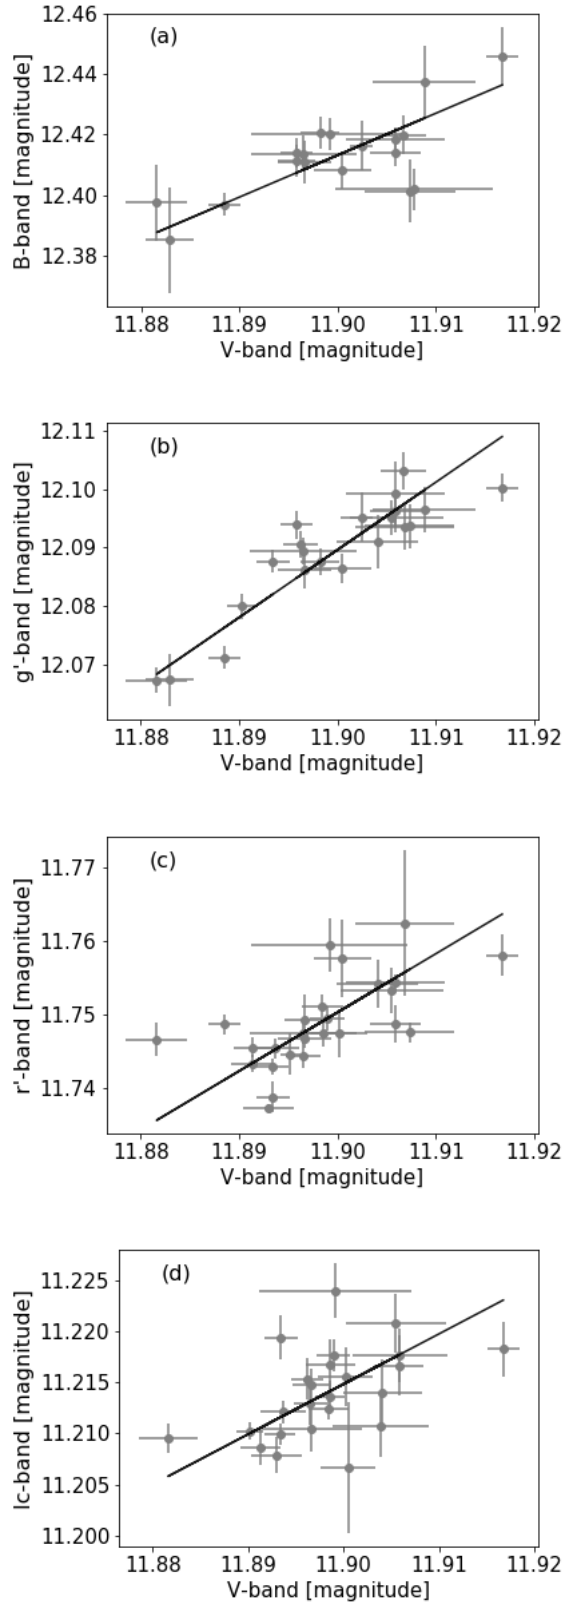 (a)
B-band [magnitude]
12.46
12.44
12.42
12.40
12.38
11.88 11.89 11.90 11.91 11.92
V-band [magnitude]
(b)
g'-band [magnitude]
12.11
12.10
12.09
12.08
12.07
11.88 11.89 11.90 11.91 11.92
V-band [magnitude]
(c)
r'-band [magnitude]
11.77
11.76
11.75
11.74
11.88 11.89 11.90 11.91 11.92
V-band [magnitude]
(d)
Ic-band [magnitude]
11.225
11.220
11.215
11.210
11.205
11.200
11.88 11.89 11.90 11.91 11.92
V-band [magnitude]